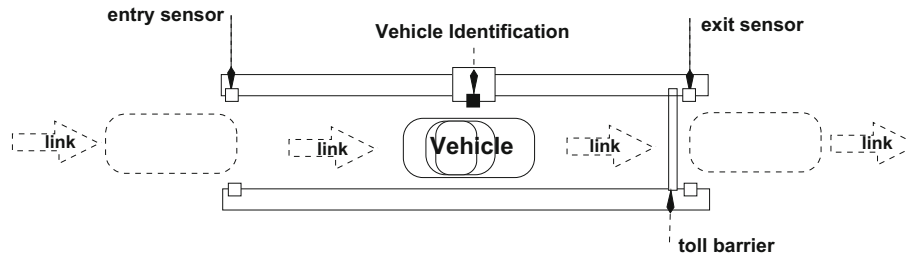 entry sensor
Vehicle Identification
exit sensor
link
link
Vehicle
link
link
toll barrier